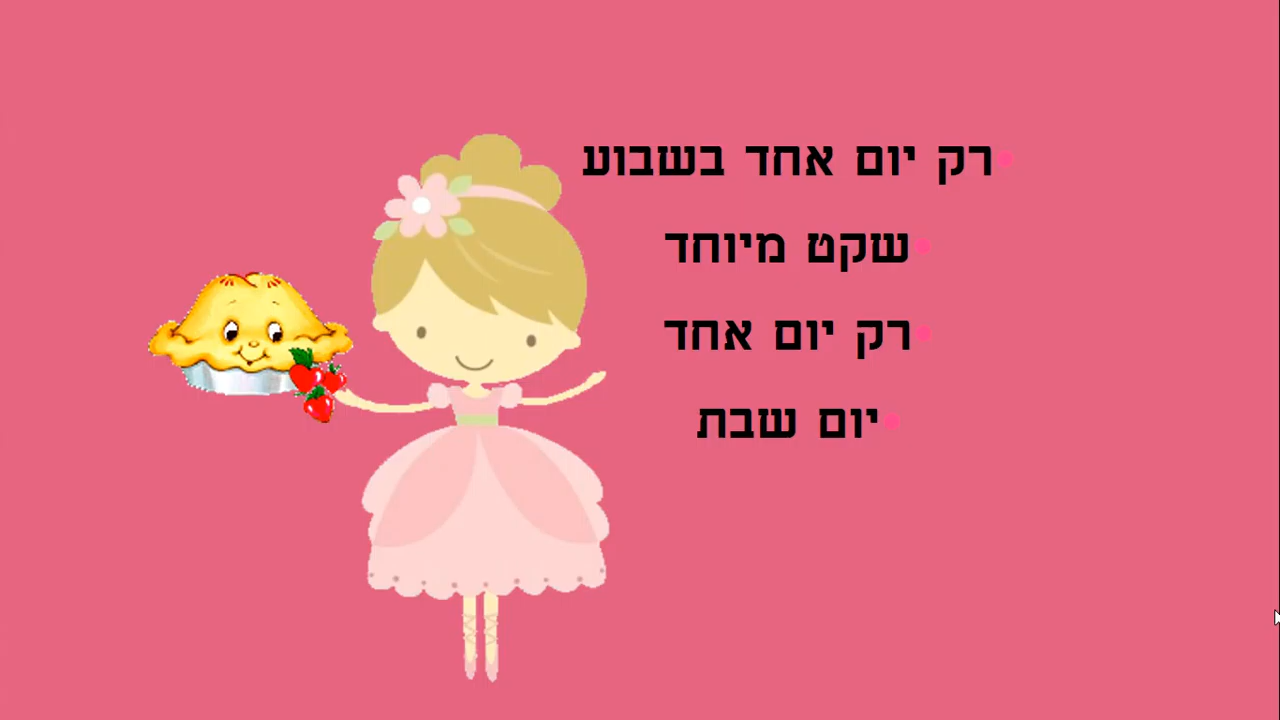 רק יום אחד בשבוע
שקט מיוחד
רק יום אחד
יום שבת